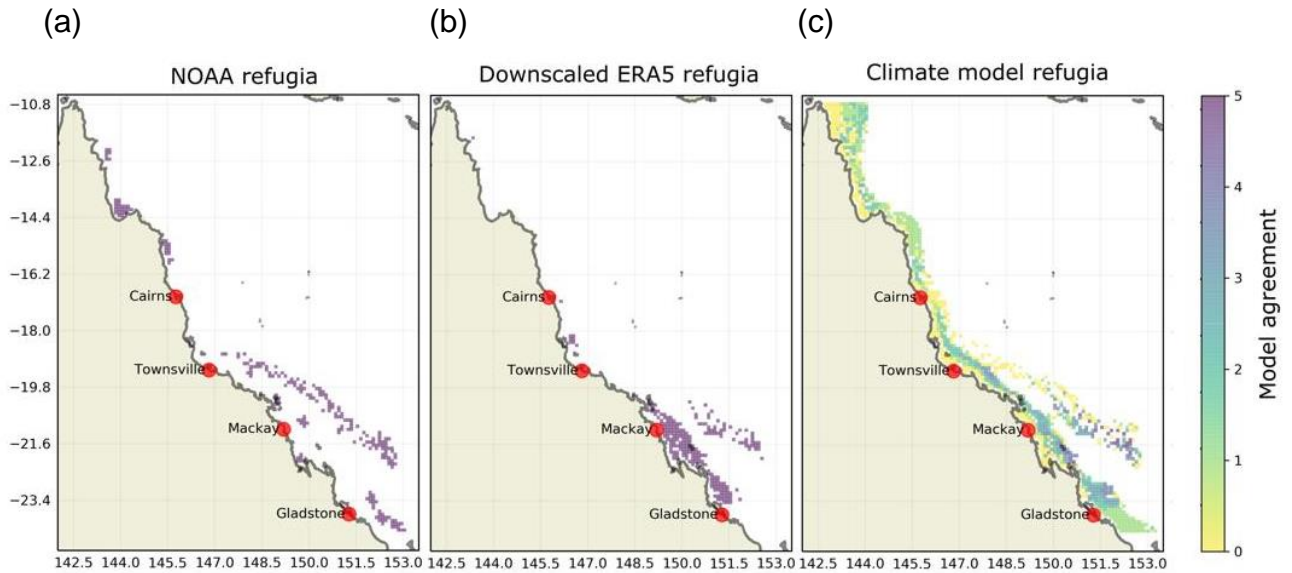 (a)
(b)
(c)
NOAA refugia
Downscaled ERA5 refugia
Climate model refugia
−10.8
−12.6
−14.4
−16.2
−18.0
−19.8
−21.6
−23.4
Cairns
Townsville
Mackay
Gladstone
142.5 144.0 145.5 147.0 148.5 150.0 151.5 153.0
Cairns
Townsville
Mackay
Gladstone
142.5 144.0 145.5 147.0 148.5 150.0 151.5 153.0
Cairns
Townsville
Mackay
Gladstone
142.5 144.0 145.5 147.0 148.5 150.0 151.5 153.0
5
4
3
2
1
0
Model agreement